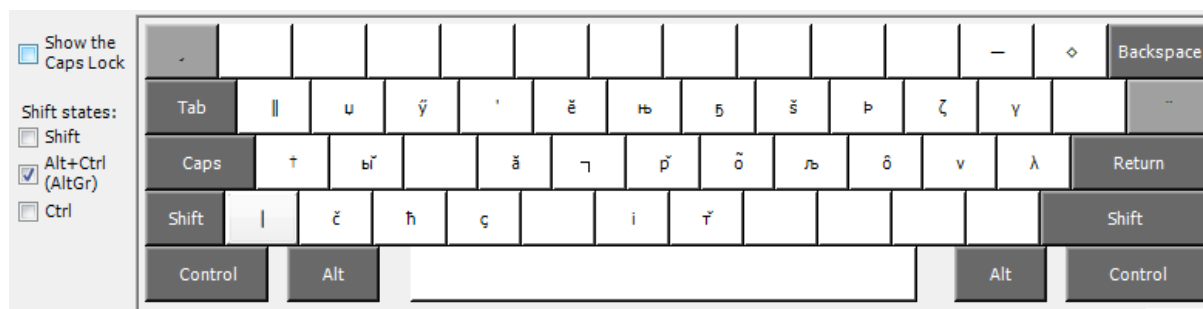 Show the
Caps Lock
Shift states:
Shift
Alt+Ctrl
(AltGr)
Ctrl
— ◇ Backspace
Tab ‖ џ ӳ ' ĕ њ ҕ š Þ ζ γ ¨
Caps † ы̆ ă ┐ р̌ õ љ ô ν λ Return
Shift | č ħ ç i т̆ Shift
Control Alt Alt Control